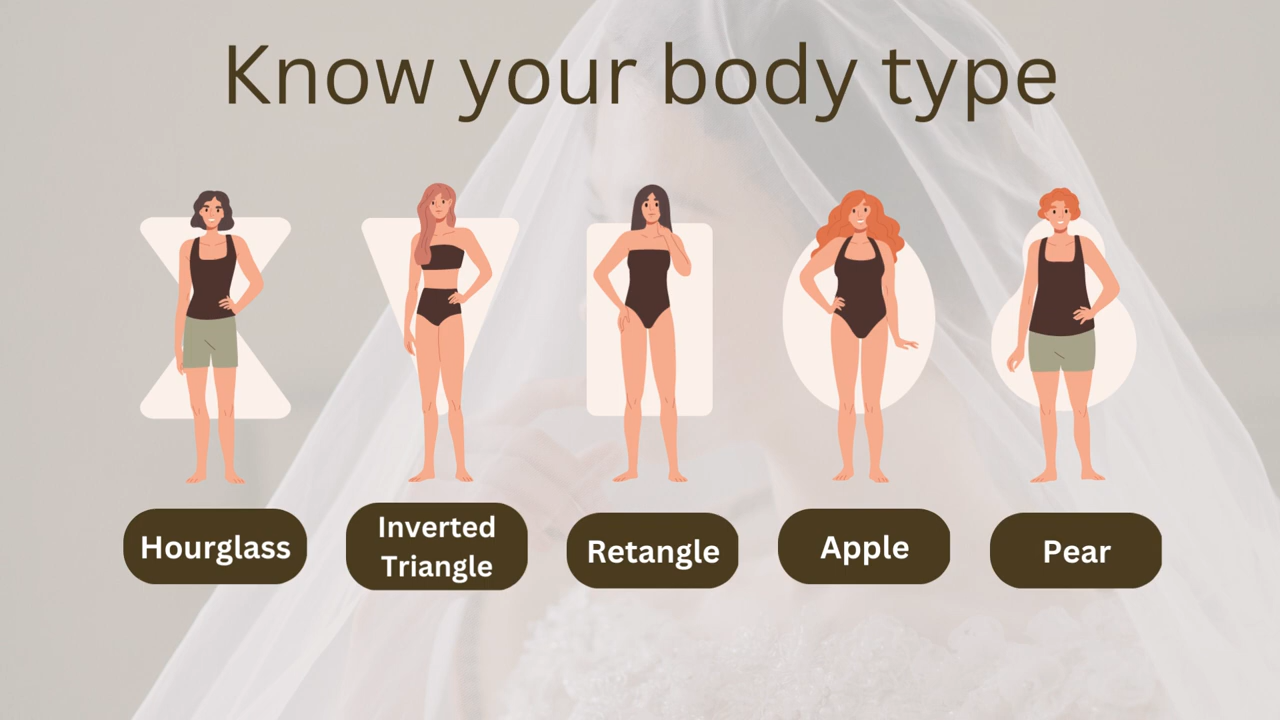 Know your body type
Hourglass
Inverted
Triangle
Retangle
Apple
Pear